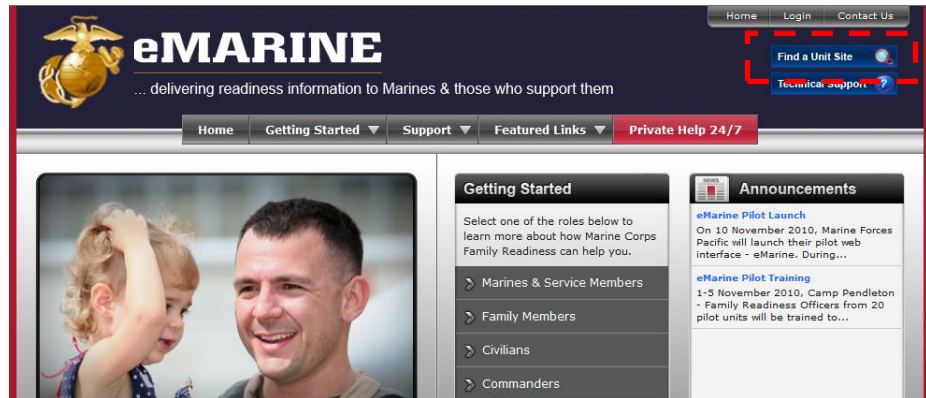 Home Login Contact Us
eMARINE
... delivering readiness information to Marines & those who support them
Find a Unit Site
Technical Support ?
Home Getting Started Support Featured Links Private Help 24/7
Getting Started
Select one of the roles below to
learn more about how Marine Corps
Family Readiness can help you.
Marines & Service Members
Family Members
Civilians
Commanders
NEWS
Announcements
eMarine Pilot Launch
On 10 November 2010, Marine Forces
Pacific will launch their pilot web
interface - eMarine. During...
eMarine Pilot Training
1-5 November 2010, Camp Pendleton
- Family Readiness Officers from 20
pilot units will be trained to...